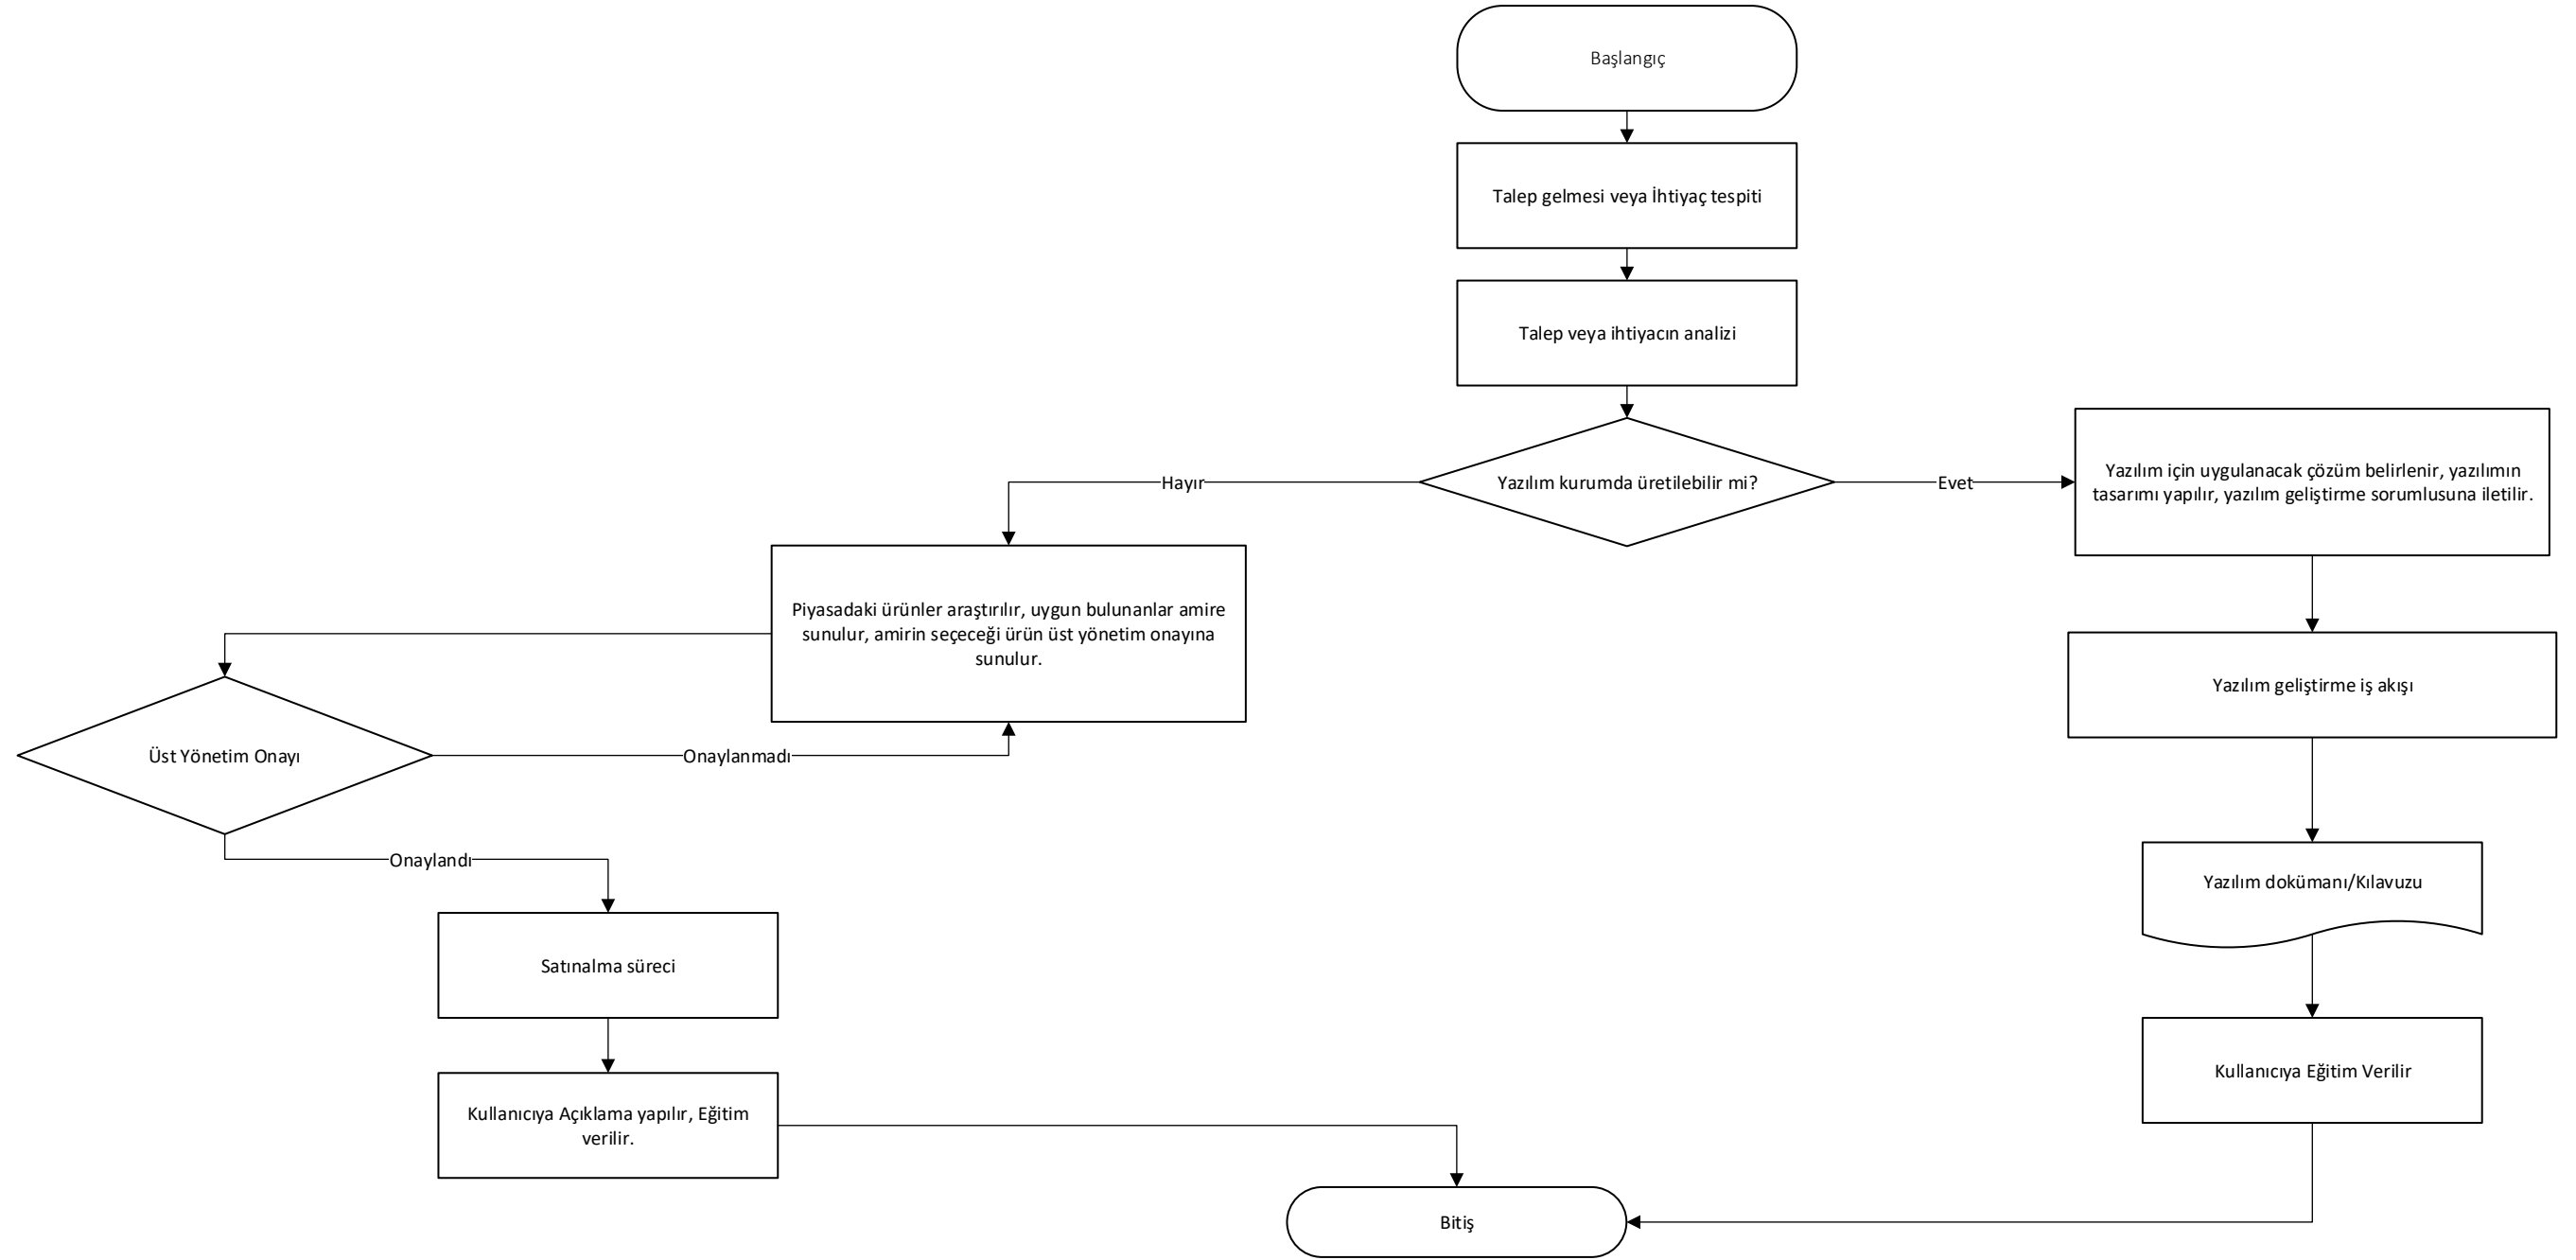 Başlangıç
Talep gelmesi veya İhtiyaç tespiti
Talep veya ihtiyacın analizi
Yazılım kurumda üretilebilir mi?
Hayır
Evet
Yazılım için uygulanacak çözüm belirlenir, yazılımın
tasarımı yapılır, yazılım geliştirme sorumlusuna iletilir.
Piyasadaki ürünler araştırılır, uygun bulunanlar amire
sunulur, amirin seçeceği ürün üst yönetim onayına
sunulur.
Yazılım geliştirme iş akışı
Üst Yönetim Onayı
Onaylanmadı
Onaylandı
Yazılım dokümanı/Kılavuzu
Satınalma süreci
Kullanıcıya Eğitim Verilir
Kullanıcıya Açıklama yapılır, Eğitim
verilir.
Bitiş